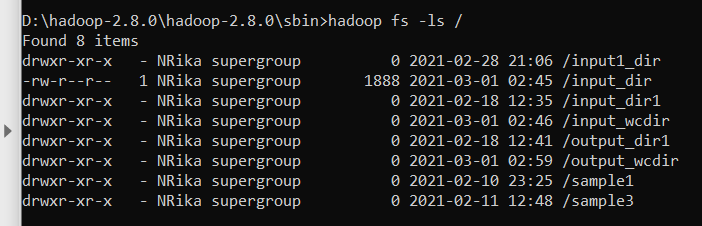 D:\hadoop-2.8.0\hadoop-2.8.0\sbin>hadoop fs -ls /
Found 8 items
drwxr-xr-x   - NRika supergroup          0 2021-02-28 21:06 /input1_dir
-rw-r--r--   1 NRika supergroup       1888 2021-03-01 02:45 /input_dir
drwxr-xr-x   - NRika supergroup          0 2021-02-18 12:35 /input_dir1
drwxr-xr-x   - NRika supergroup          0 2021-03-01 02:46 /input_wcdir
drwxr-xr-x   - NRika supergroup          0 2021-02-18 12:41 /output_dir1
drwxr-xr-x   - NRika supergroup          0 2021-03-01 02:59 /output_wcdir
drwxr-xr-x   - NRika supergroup          0 2021-02-10 23:25 /sample1
drwxr-xr-x   - NRika supergroup          0 2021-02-11 12:48 /sample3